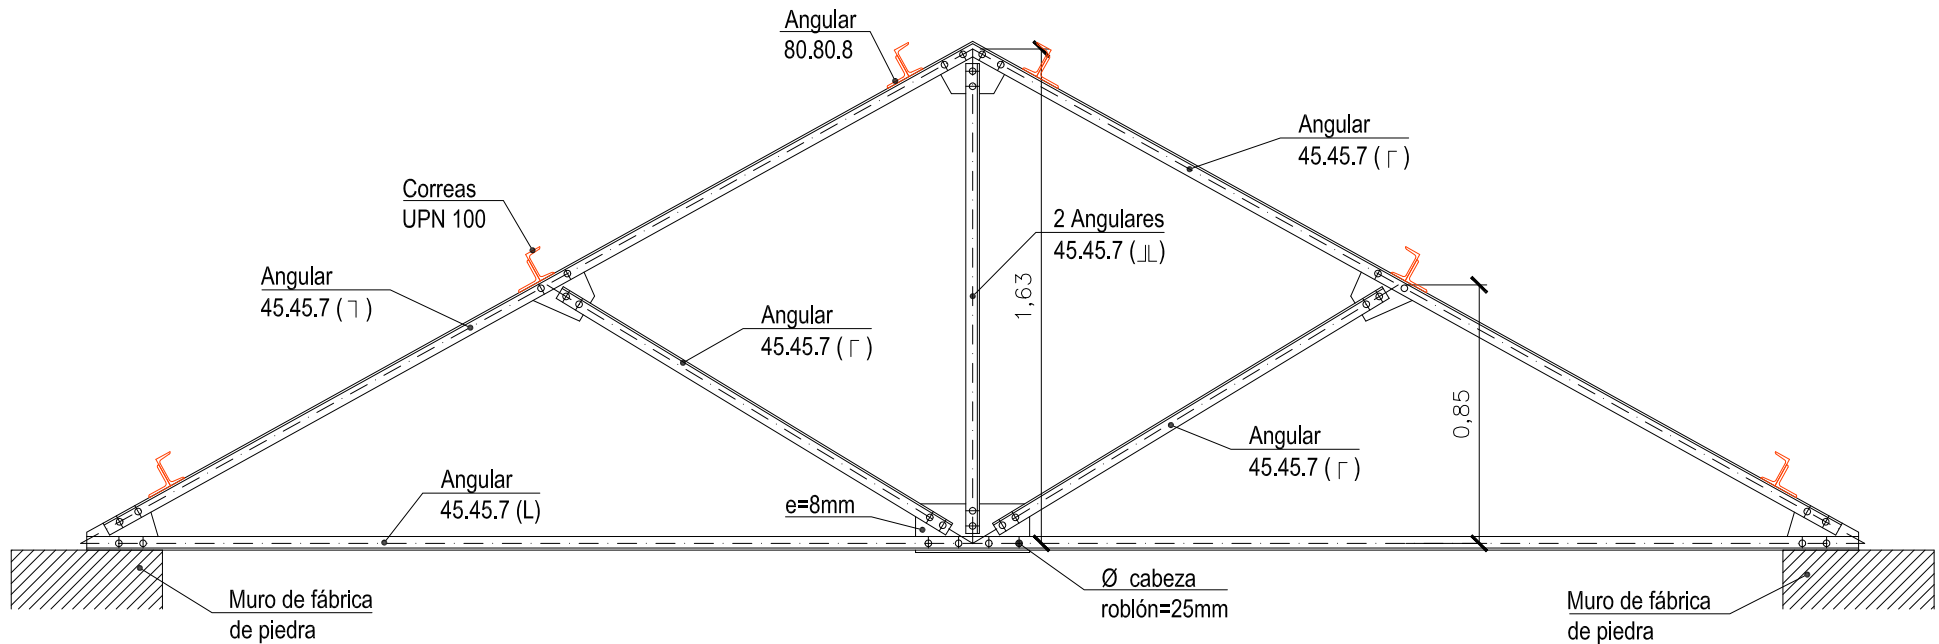 Angular
80.80.8
Angular
45.45.7 (┌)
Correas
UPN 100
2 Angulares
45.45.7 (┘└)
Angular
45.45.7 (┐)
1,63
Angular
45.45.7 (┌)
0,85
Angular
45.45.7 (┌)
Angular
45.45.7 (L)
e=8mm
Ø cabeza
roblón=25mm
Muro de fábrica
de piedra
Muro de fábrica
de piedra